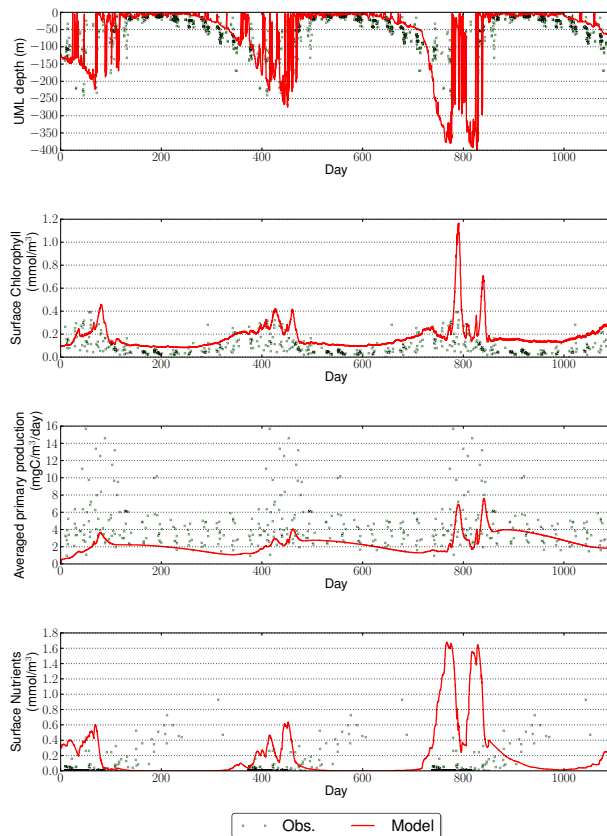 0
−50
−100
−150
−200
−250
−300
−350
−400
UML depth (m)
0 200 400 600 800 1000
Day
1.2
1.0
0.8
0.6
0.4
0.2
0.0
Surface Chlorophyll
(mmol/m³)
0 200 400 600 800 1000
Day
16
14
12
10
8
6
4
2
0
Averaged primary production
(mgC/m³/day)
0 200 400 600 800 1000
Day
1.8
1.6
1.4
1.2
1.0
0.8
0.6
0.4
0.2
0.0
Surface Nutrients
(mmol/m³)
0 200 400 600 800 1000
Day
Obs. Model